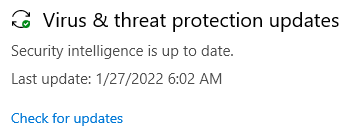 Virus & threat protection updates
Security intelligence is up to date.
Last update: 1/27/2022 6:02 AM
Check for updates